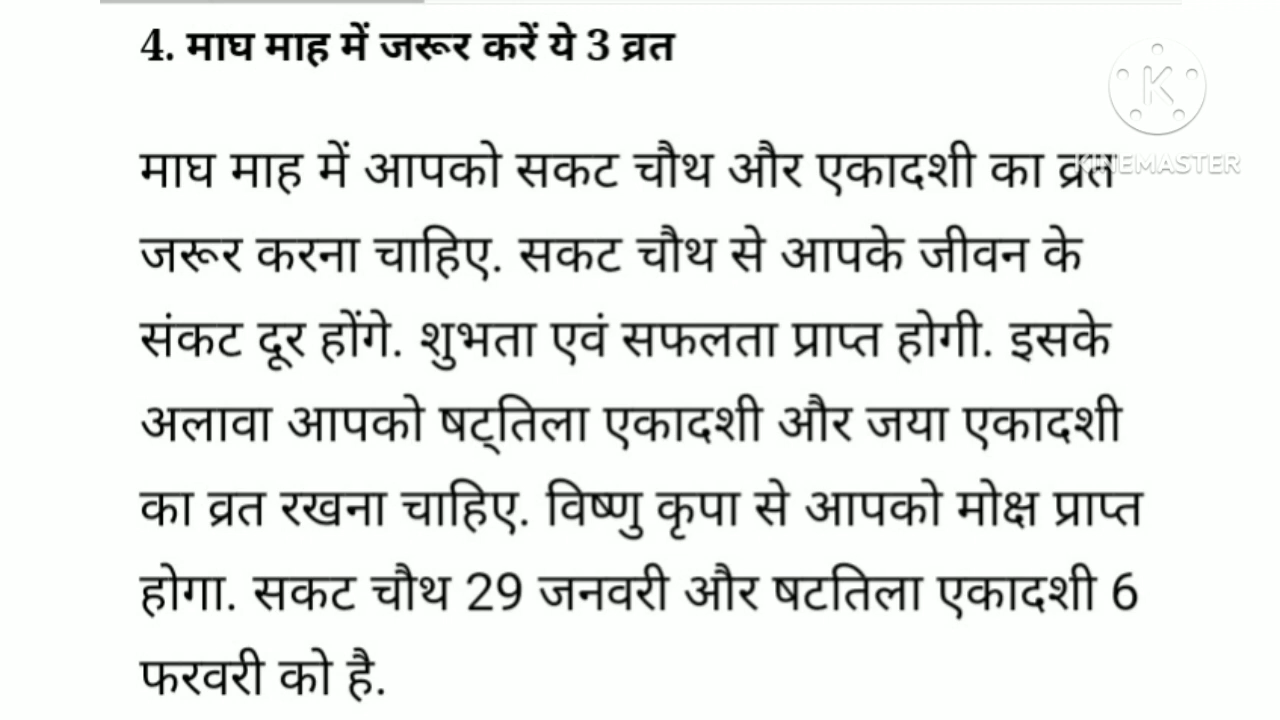 4. माघ माह में जरूर करें ये 3 व्रत
K
KINEMASTER
माघ माह में आपको सकट चौथ और एकादशी का व्रत
जरूर करना चाहिए. सकट चौथ से आपके जीवन के
संकट दूर होंगे. शुभता एवं सफलता प्राप्त होगी. इसके
अलावा आपको षट्तिला एकादशी और जया एकादशी
का व्रत रखना चाहिए. विष्णु कृपा से आपको मोक्ष प्राप्त
होगा. सकट चौथ 29 जनवरी और षटतिला एकादशी 6
फरवरी को है.